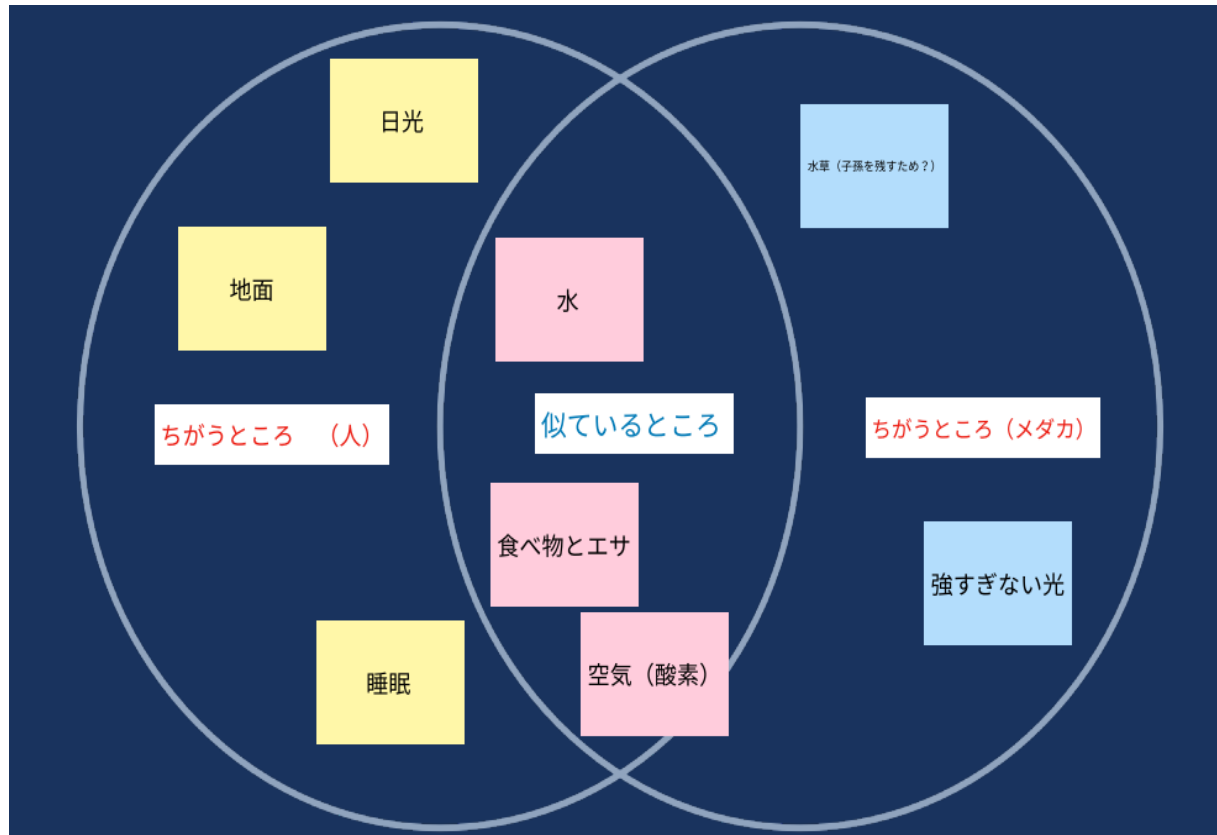 日光
水草（子孫を残すため？）
地面
水
ちがうところ　（人）
似ているところ
ちがうところ（メダカ）
食べ物とエサ
強すぎない光
睡眠
空気（酸素）